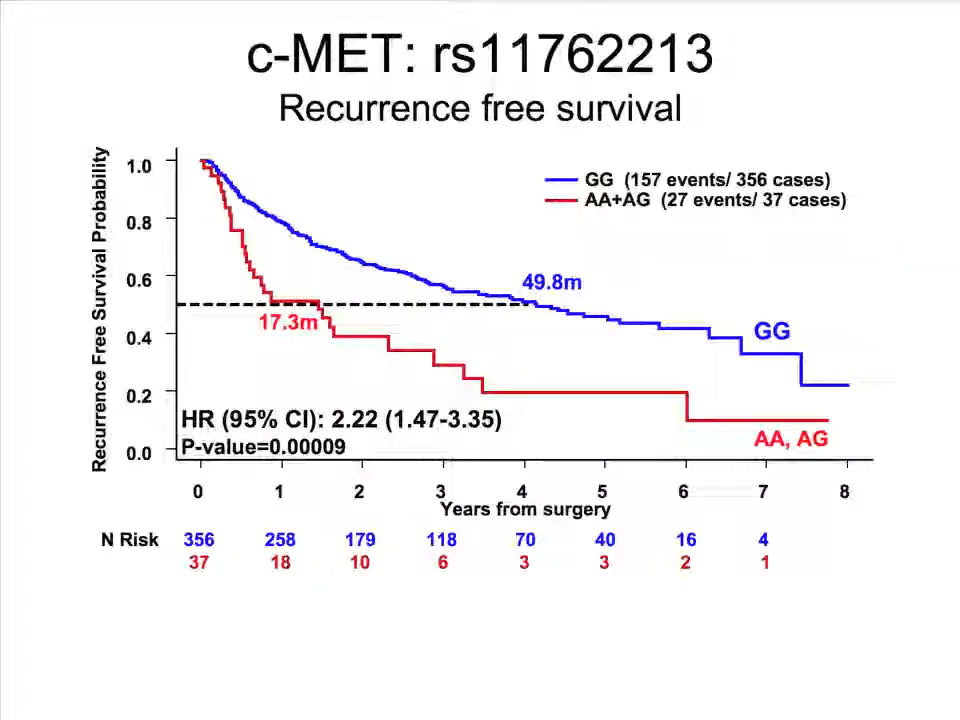 c-MET: rs11762213
Recurrence free survival
Recurrence Free Survival Probability
1.0
0.8
0.6
0.4
0.2
0.0
GG (157 events/ 356 cases)
AA+AG (27 events/ 37 cases)
49.8m
17.3m
GG
AA, AG
HR (95% CI): 2.22 (1.47-3.35)
P-value=0.00009
0 1 2 3 4 5 6 7 8
Years from surgery
N Risk 356 258 179 118 70 40 16 4
37 18 10 6 3 3 2 1